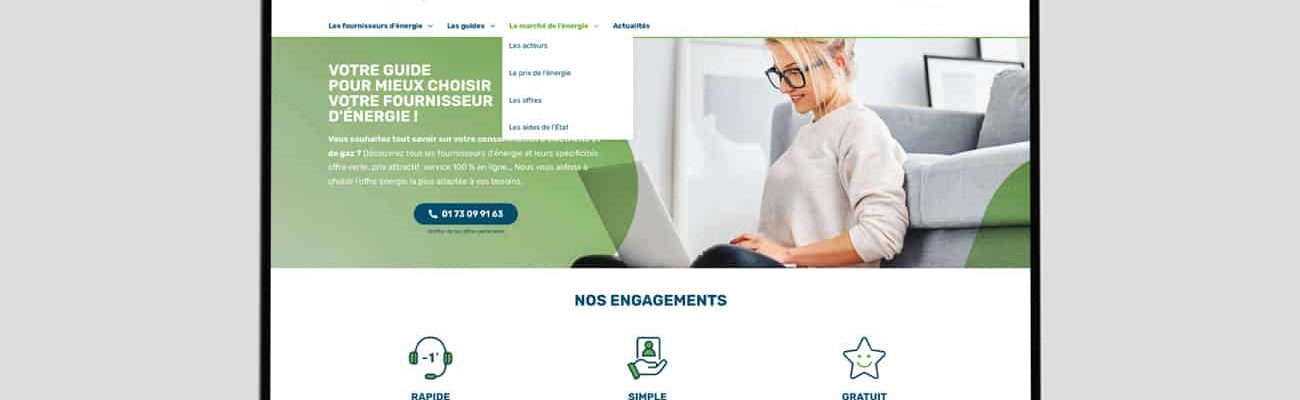 Les fournisseurs d'énergie Les guides Le marché de l'énergie Actualités
Les acteurs
Le prix de l'énergie
Les offres
Les aides de l'État
VOTRE GUIDE
POUR MIEUX CHOISIR
VOTRE FOURNISSEUR
D'ÉNERGIE !
Vous souhaitez tout savoir sur votre
de gaz ? Découvrez tous les fournisseurs d'énergie et leurs spécificités :
offre verte, prix attractif, service 100 % en ligne... Nous vous aidons à
choisir l'offre énergie la plus adaptée à vos besoins.
01 73 09 91 63
NOS ENGAGEMENTS
-1'
RAPIDE SIMPLE GRATUIT